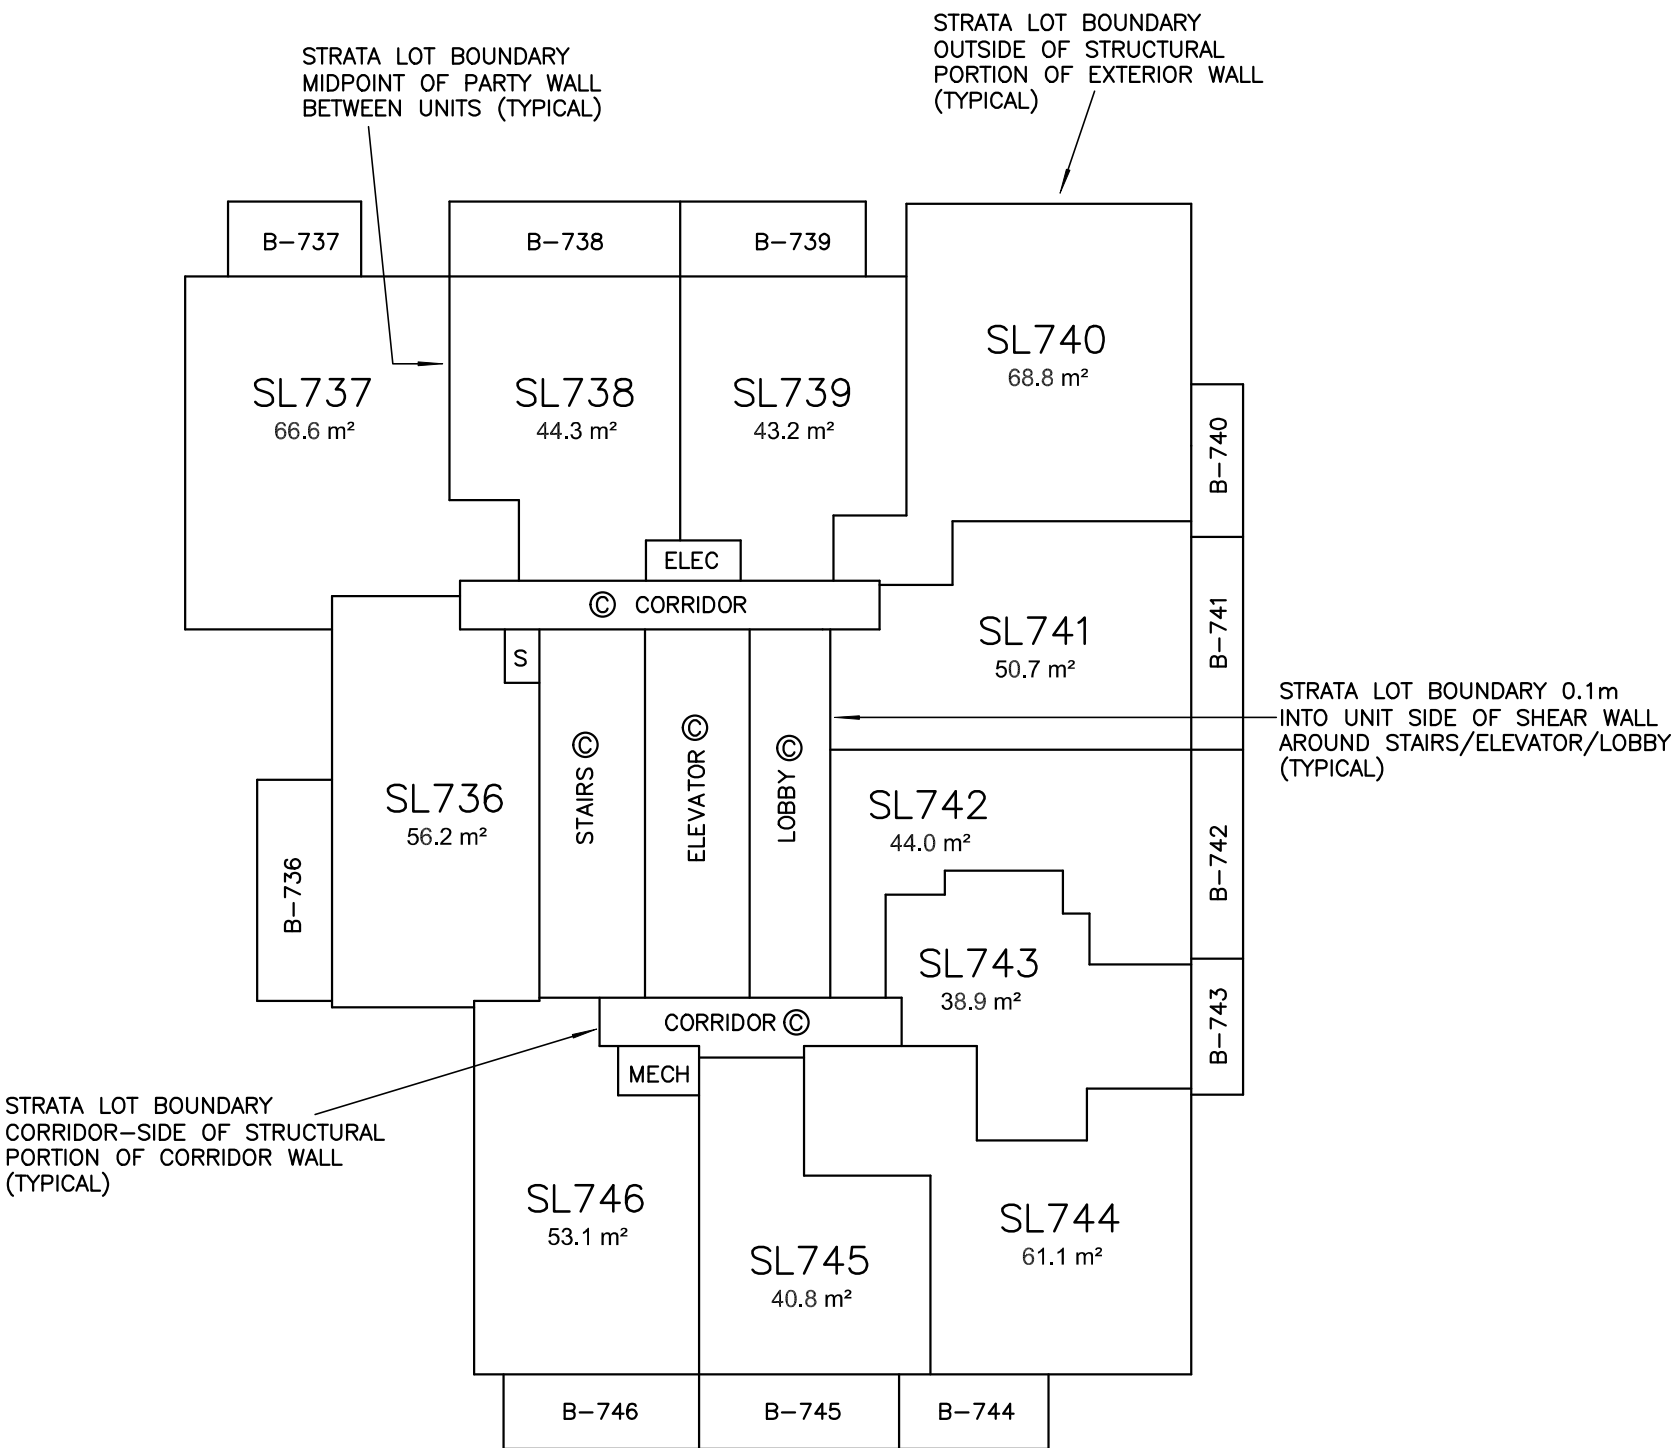 STRATA LOT BOUNDARY
OUTSIDE OF STRUCTURAL
PORTION OF EXTERIOR WALL
(TYPICAL)
STRATA LOT BOUNDARY
MIDPOINT OF PARTY WALL
BETWEEN UNITS (TYPICAL)
B-737
B-738
B-739
SL740
68.8 m²
SL737
66.6 m²
SL738
44.3 m²
SL739
43.2 m²
B-740
ELEC
© CORRIDOR
SL741
50.7 m²
B-741
S
STRATA LOT BOUNDARY 0.1m
INTO UNIT SIDE OF SHEAR WALL
AROUND STAIRS/ELEVATOR/LOBBY
(TYPICAL)
STAIRS ©
ELEVATOR ©
LOBBY ©
SL736
56.2 m²
SL742
44.0 m²
B-736
B-742
SL743
38.9 m²
B-743
CORRIDOR ©
MECH
STRATA LOT BOUNDARY
CORRIDOR-SIDE OF STRUCTURAL
PORTION OF CORRIDOR WALL
(TYPICAL)
SL746
53.1 m²
SL745
40.8 m²
SL744
61.1 m²
B-746
B-745
B-744